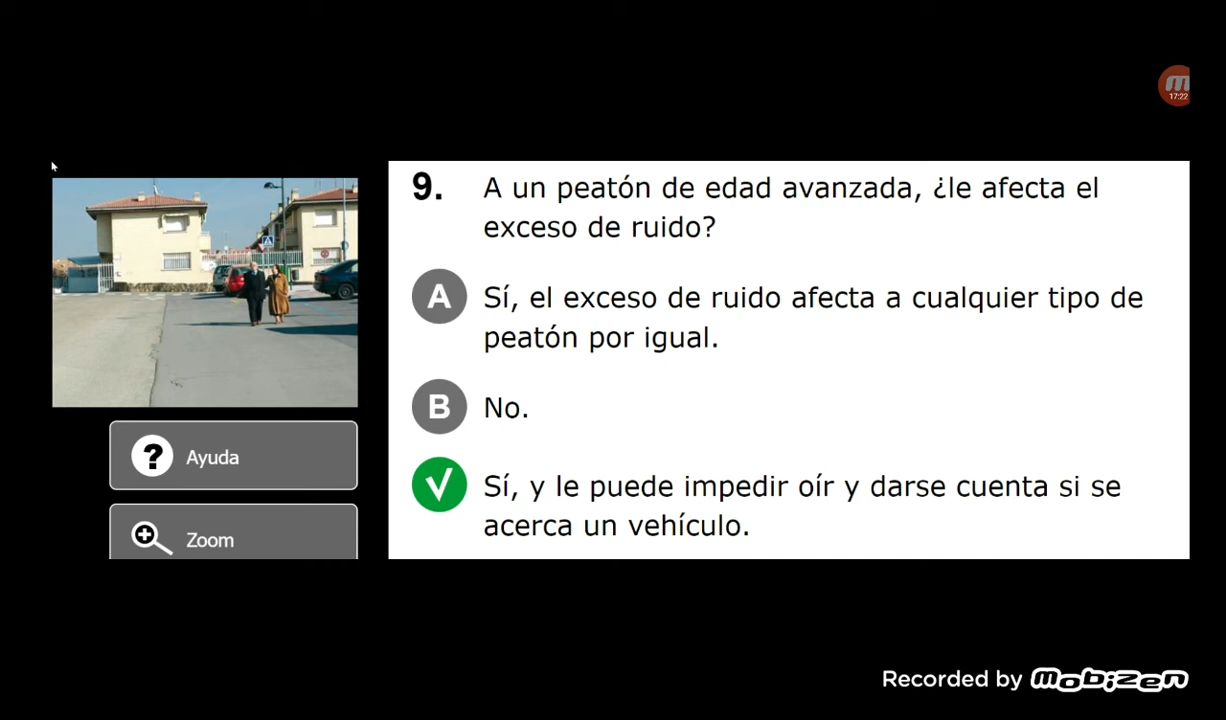 m
17:22
9. A un peatón de edad avanzada, ¿le afecta el
exceso de ruido?
A Sí, el exceso de ruido afecta a cualquier tipo de
peatón por igual.
B No.
Sí, y le puede impedir oír y darse cuenta si se
acerca un vehículo.
? Ayuda
Zoom
Recorded by mobizen